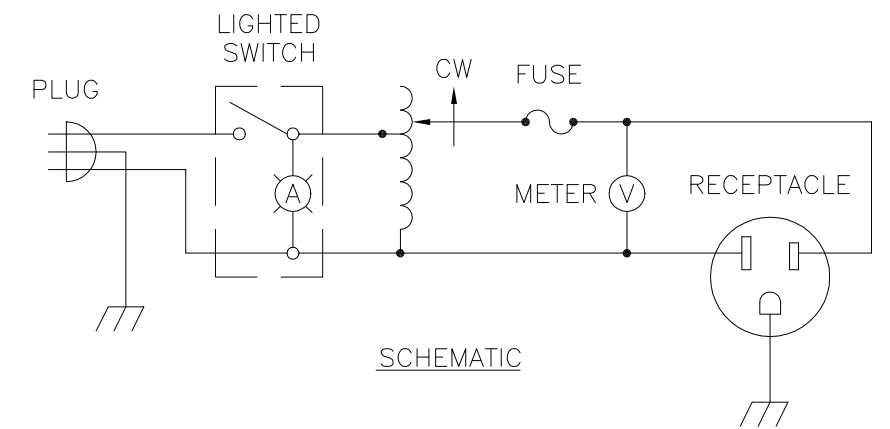 LIGHTED
SWITCH
CW
FUSE
PLUG
A
METER
V
RECEPTACLE
SCHEMATIC